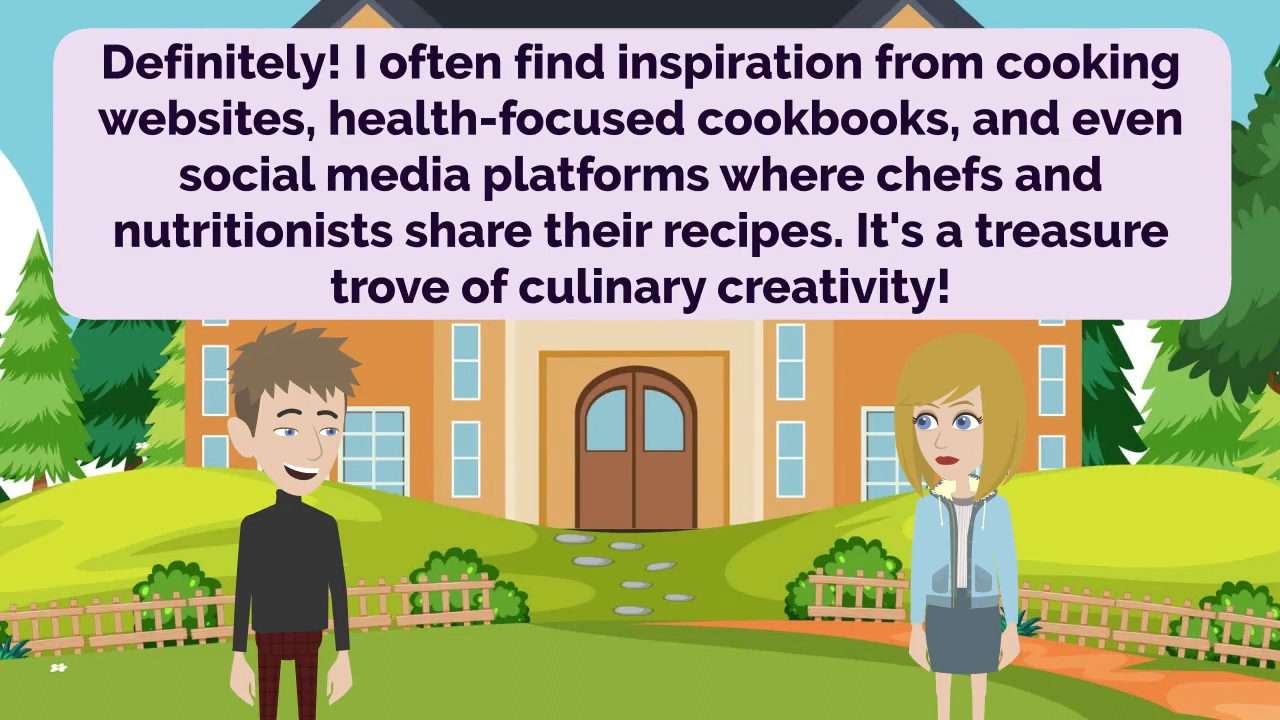 Definitely! I often find inspiration from cooking
websites, health-focused cookbooks, and even
social media platforms where chefs and
nutritionists share their recipes. It's a treasure
trove of culinary creativity!